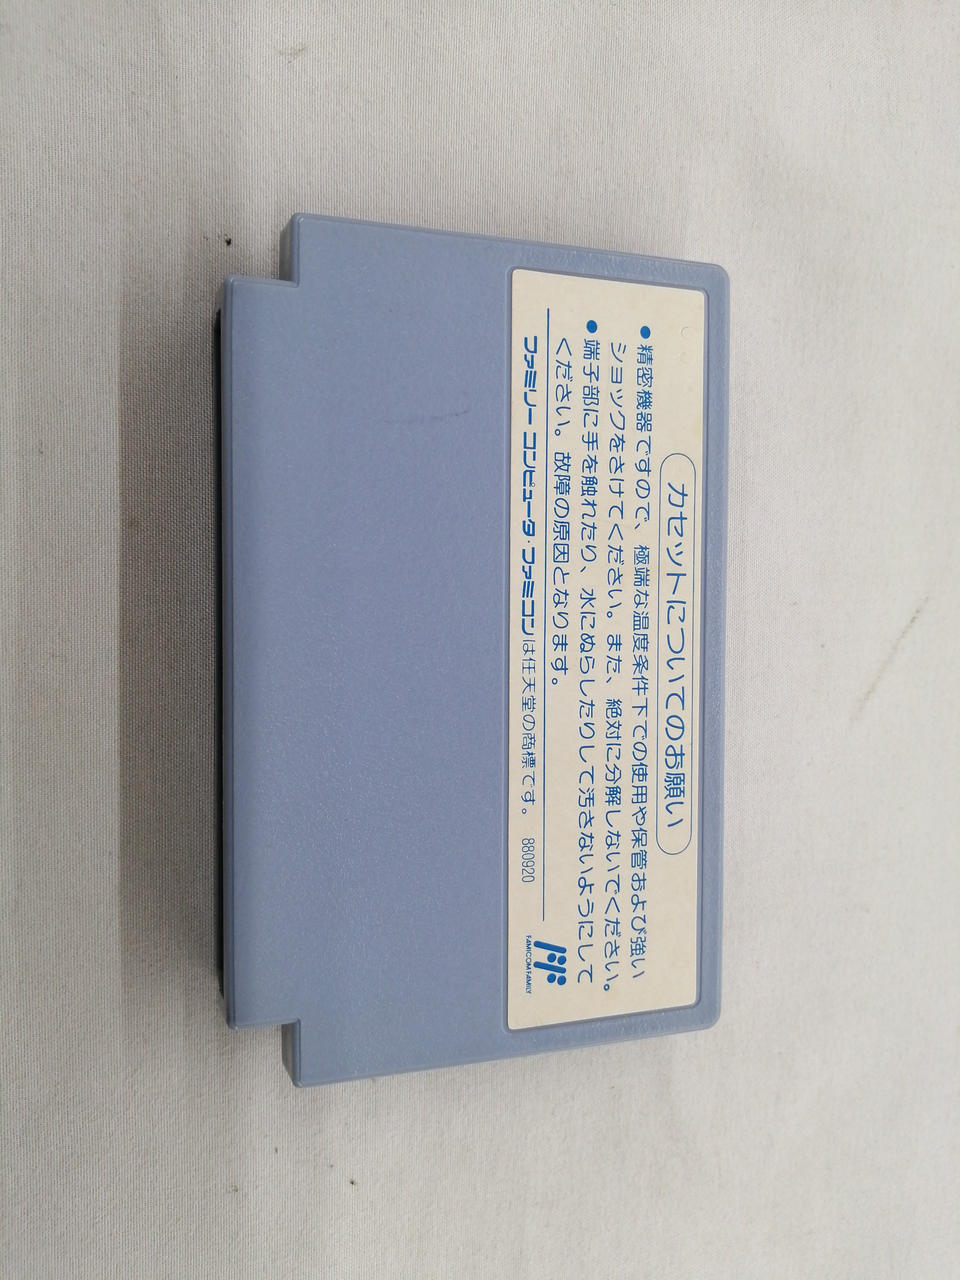 カセットについてのお願い
●精密機器ですので、極端な温度条件下での使用や保管および強い
ショックをさけてください。また、絶対に分解しないでください。
●端子部に手を触れたり、水にぬらしたりして汚さないようにして
ください。故障の原因となります。
ファミリーコンピュータ・ファミコンは任天堂の商標です。 880920
FAMICOM FAMILY